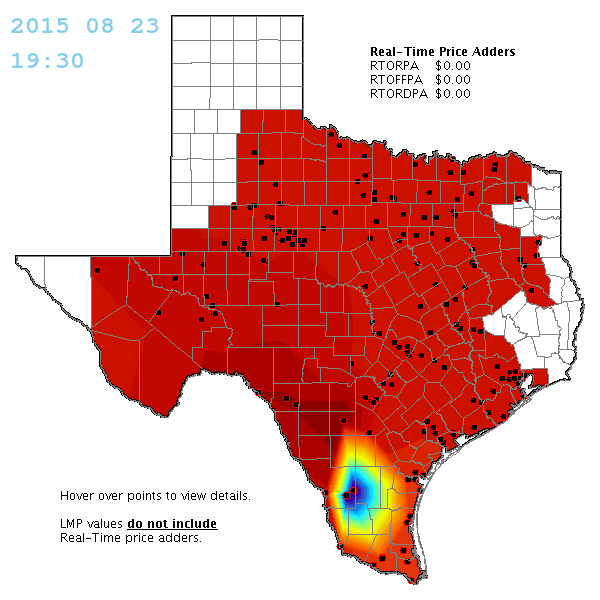 2015 08 23
19:30
Real-Time Price Adders
RTORPA $0.00
RTOFFPA $0.00
RTORDPA $0.00
Hover over points to view details.
LMP values do not include
Real-Time price adders.